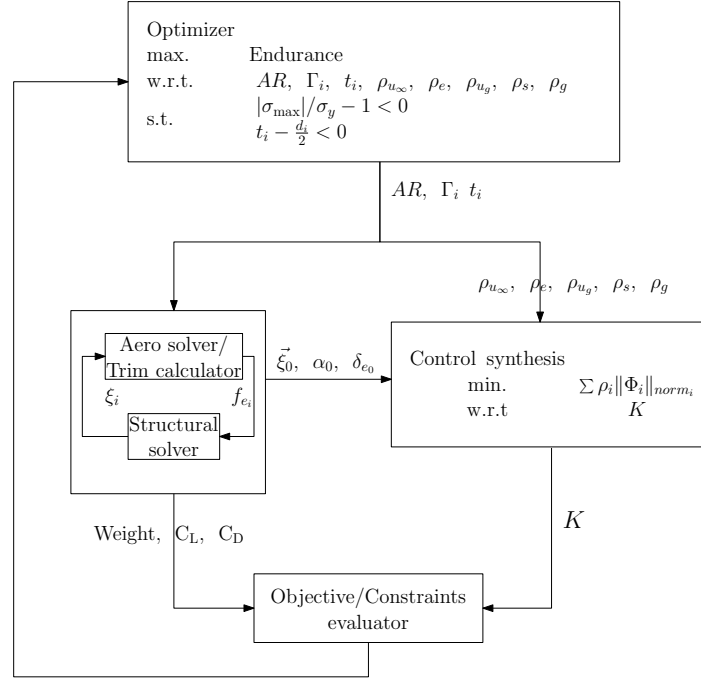 Optimizer
max. Endurance
w.r.t. AR, Γ_i, t_i, ρ_{u_∞}, ρ_e, ρ_{u_g}, ρ_s, ρ_g
s.t. |σ_max|/σ_y − 1 < 0
t_i − d_i/2 < 0
AR, Γ_i t_i
ρ_{u_∞}, ρ_e, ρ_{u_g}, ρ_s, ρ_g
Aero solver/
Trim calculator
ξ_i f_{e_i}
Structural
solver
\vec{ξ}_0, α_0, δ_{e_0}
Control synthesis
min. ∑ ρ_i‖Φ_i‖_{norm_i}
w.r.t K
Weight, C_L, C_D
K
Objective/Constraints
evaluator